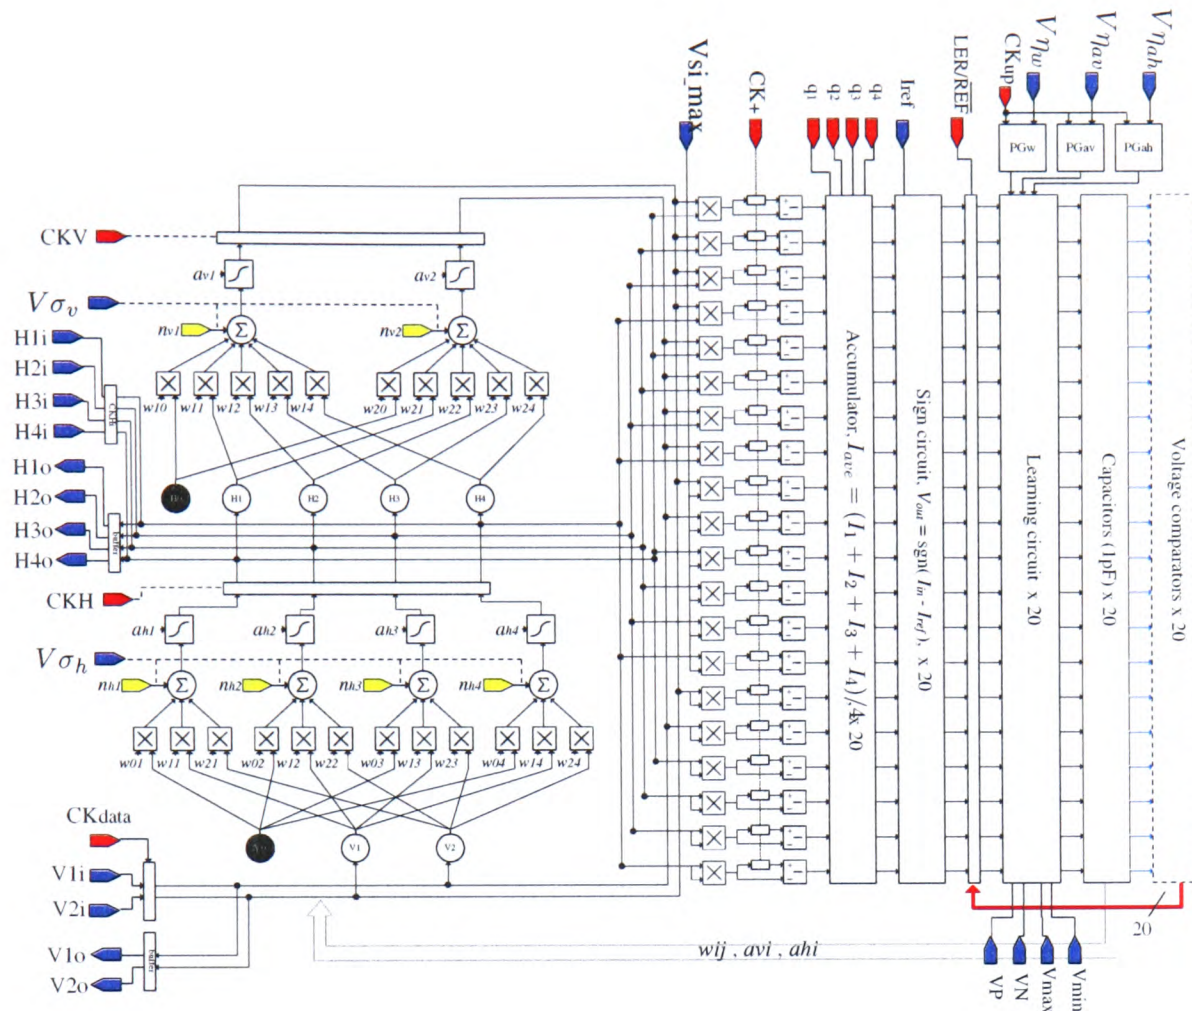 Vsi_max
CK+
q1
q2
q3
q4
Iref
LER/REF
CKup
Vηw
Vηav
Vηah
PGw
PGav
PGah
CKV
av1
av2
Vσv
nv1
nv2
Σ
Σ
H1i
H2i
H3i
H4i
w10
w11
w12
w13
w14
w20
w21
w22
w23
w24
H1o
H2o
H3o
H4o
buffer
H1
H2
H3
H4
CKH
ah1
ah2
ah3
ah4
Vσh
nh1
nh2
nh3
nh4
Σ
Σ
Σ
Σ
w01
w11
w21
w02
w12
w22
w03
w13
w23
w04
w14
w24
CKdata
V1
V2
V1i
V2i
V1o
V2o
buffer
Accumulator, Iave = (I1 + I2 + I3 + I4)/4x 20
Sign circuit, Vout = sgn( Iin - Iref), x 20
Learning circuit x 20
Capacitors (1pF) x 20
Voltage comparators x 20
20
wij , avi , ahi
VP
VN
Vmax
Vmin